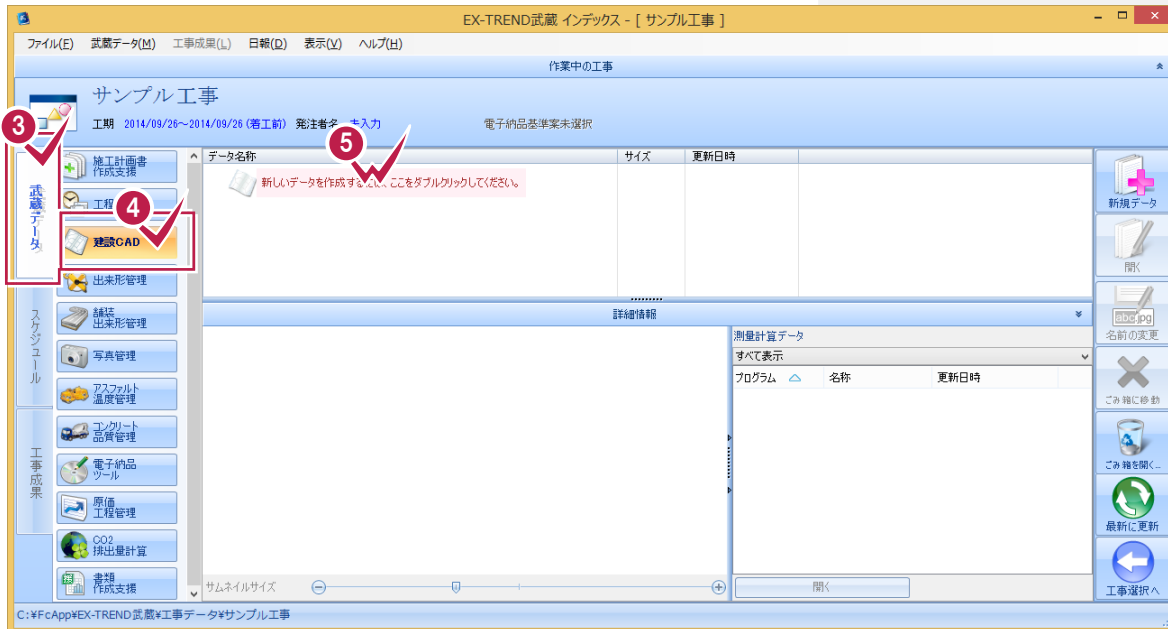 EX-TREND武蔵 インデックス - [ サンプル工事 ]
ファイル(F) 武蔵データ(M) 工事成果(L) 日報(D) 表示(V) ヘルプ(H)
作業中の工事
サンプル工事
工期 2014/09/26～2014/09/26 (着工前) 発注者名 未入力 電子納品基準案未選択
3
4
5
武蔵データ
スケジュール
工事成果
施工計画書
作成支援
工程
建設CAD
出来形管理
舗装
出来形管理
写真管理
アスファルト
温度管理
コンクリート
品質管理
電子納品
ツール
原価
工程管理
CO2
排出量計算
書類
作成支援
データ名称 サイズ 更新日時
新しいデータを作成する ここをダブルクリックしてください。
詳細情報
測量計算データ
すべて表示
プログラム 名称 更新日時
サムネイルサイズ
開く
新規データ
開く
abc.jpg
名前の変更
ごみ箱に移動
ごみ箱を開く...
最新に更新
工事選択へ
C:¥FcApp¥EX-TREND武蔵¥工事データ¥サンプル工事